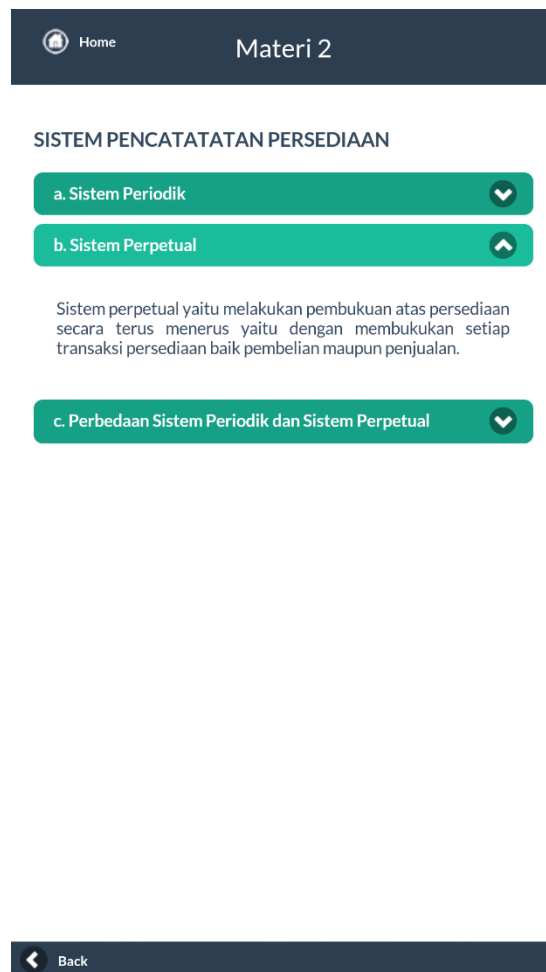 Home
Materi 2
SISTEM PENCATATATAN PERSEDIAAN
a. Sistem Periodik
b. Sistem Perpetual
Sistem perpetual yaitu melakukan pembukuan atas persediaan
secara terus menerus yaitu dengan membukukan setiap
transaksi persediaan baik pembelian maupun penjualan.
c. Perbedaan Sistem Periodik dan Sistem Perpetual
Back